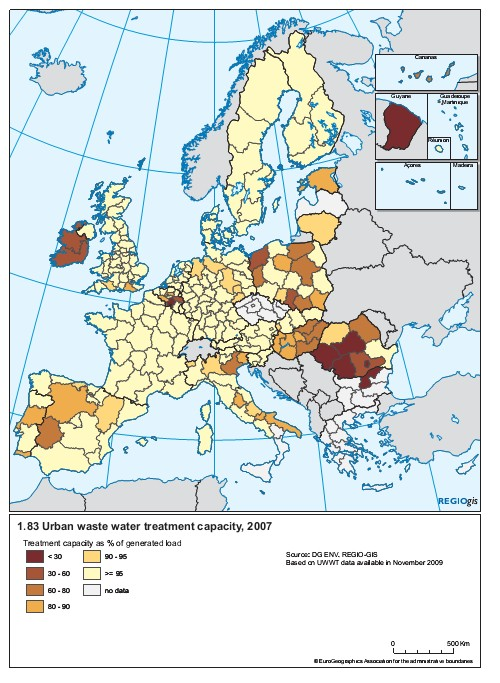 Canarias
Guyane
Guadeloupe
Martinique
Réunion
Açores
Madeira
REGIOgis
1.83 Urban waste water treatment capacity, 2007
Treatment capacity as % of generated load
< 30
30 - 60
60 - 80
80 - 90
90 - 95
>= 95
no data
Source: DG ENV. REGIO-GIS
Based on UWWT data available in November 2009
0
500 Km
© EuroGeographics Association for the administrative boundaries